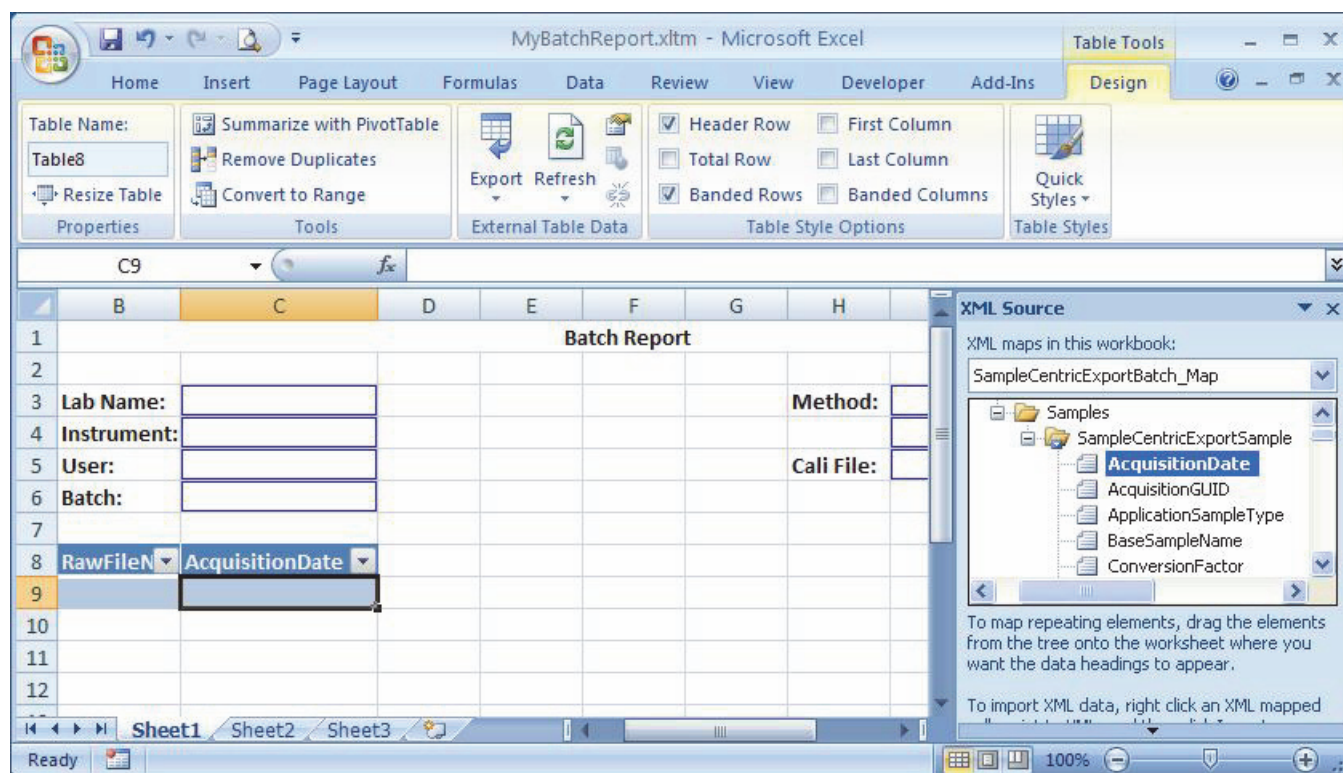 MyBatchReport.xltm - Microsoft Excel
Table Tools
Home Insert Page Layout Formulas Data Review View Developer Add-Ins Design
Table Name:
Table8
Resize Table
Properties
Summarize with PivotTable
Remove Duplicates
Convert to Range
Tools
Export Refresh
External Table Data
Header Row First Column
Total Row Last Column
Banded Rows Banded Columns
Table Style Options
Quick
Styles
Table Styles
C9 fx
B C D E F G H
1 Batch Report
2
3 Lab Name: Method:
4 Instrument:
5 User: Cali File:
6 Batch:
7
8 RawFileN AcquisitionDate
9
10
11
12
XML Source
XML maps in this workbook:
SampleCentricExportBatch_Map
Samples
SampleCentricExportSample
AcquisitionDate
AcquisitionGUID
ApplicationSampleType
BaseSampleName
ConversionFactor
To map repeating elements, drag the elements
from the tree onto the worksheet where you
want the data headings to appear.
To import XML data, right click an XML mapped
Sheet1 Sheet2 Sheet3
Ready 100%